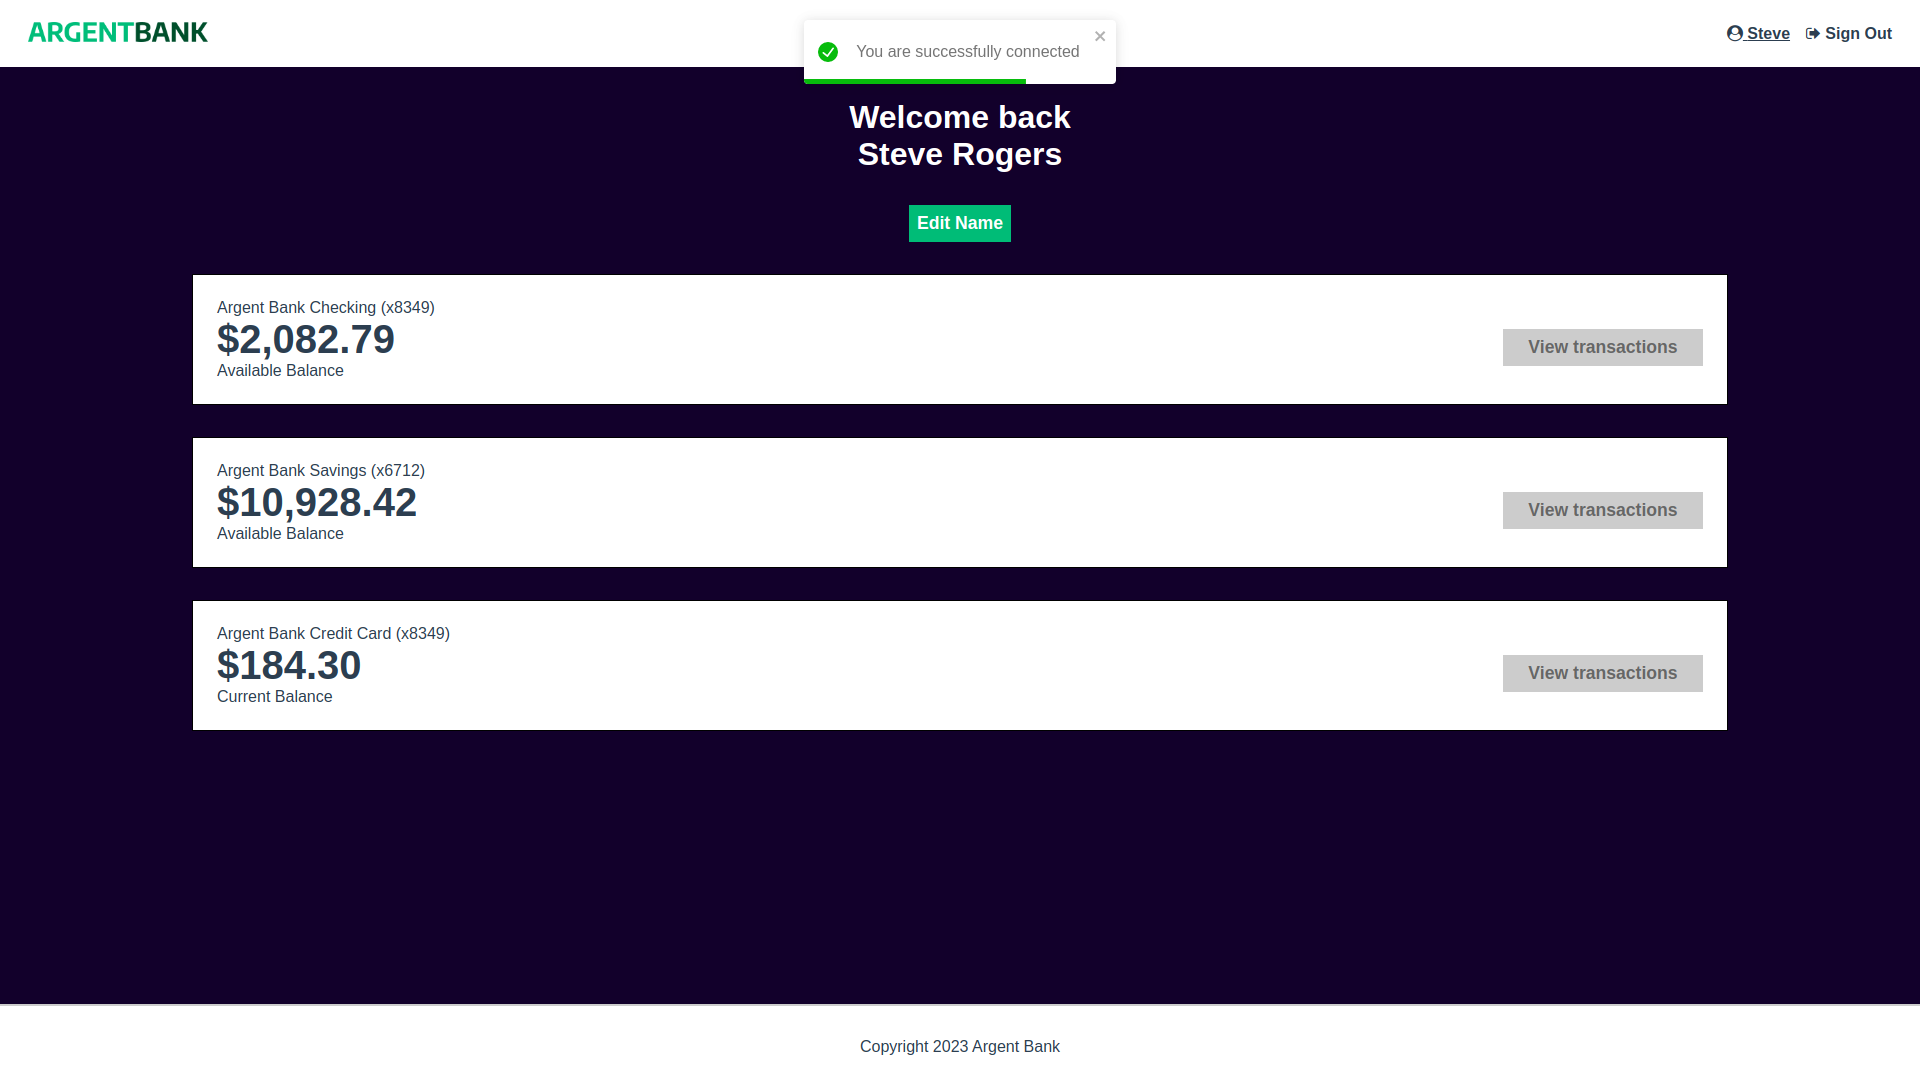 ARGENTBANK
You are successfully connected
Steve
Sign Out
Welcome back
Steve Rogers
Edit Name
Argent Bank Checking (x8349)
$2,082.79
Available Balance
View transactions
Argent Bank Savings (x6712)
$10,928.42
Available Balance
View transactions
Argent Bank Credit Card (x8349)
$184.30
Current Balance
View transactions
Copyright 2023 Argent Bank